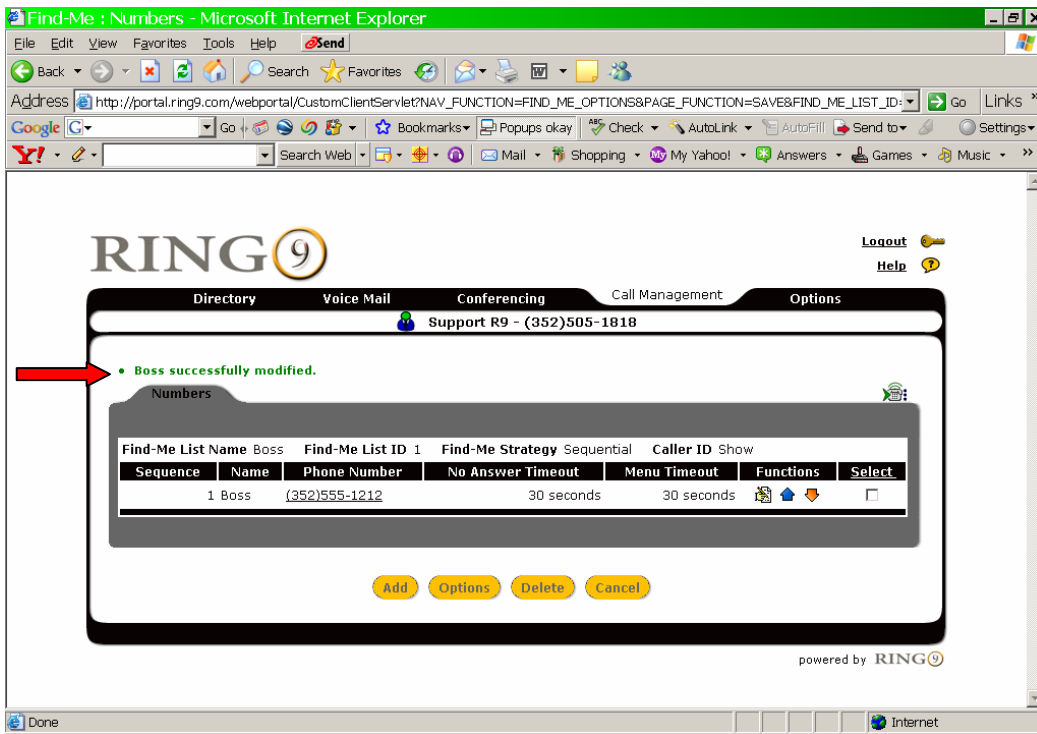 Find-Me : Numbers - Microsoft Internet Explorer
File Edit View Favorites Tools Help Send
Back Search Favorites
Address http://portal.ring9.com/webportal/CustomClientServlet?NAV_FUNCTION=FIND_ME_OPTIONS&PAGE_FUNCTION=SAVE&FIND_ME_LIST_ID= Go Links »
Google G Go Bookmarks Popups okay ABC Check AutoLink AutoFill Send to Settings
Y! Search Web Mail Shopping My Yahoo! Answers Games Music »
RING9
Logout
Help ?
Directory Voice Mail Conferencing Call Management Options
Support R9 - (352)505-1818
• Boss successfully modified.
Numbers
Find-Me List Name Boss Find-Me List ID 1 Find-Me Strategy Sequential Caller ID Show
Sequence Name Phone Number No Answer Timeout Menu Timeout Functions Select
1 Boss (352)555-1212 30 seconds 30 seconds
Add Options Delete Cancel
powered by RING9
Done Internet